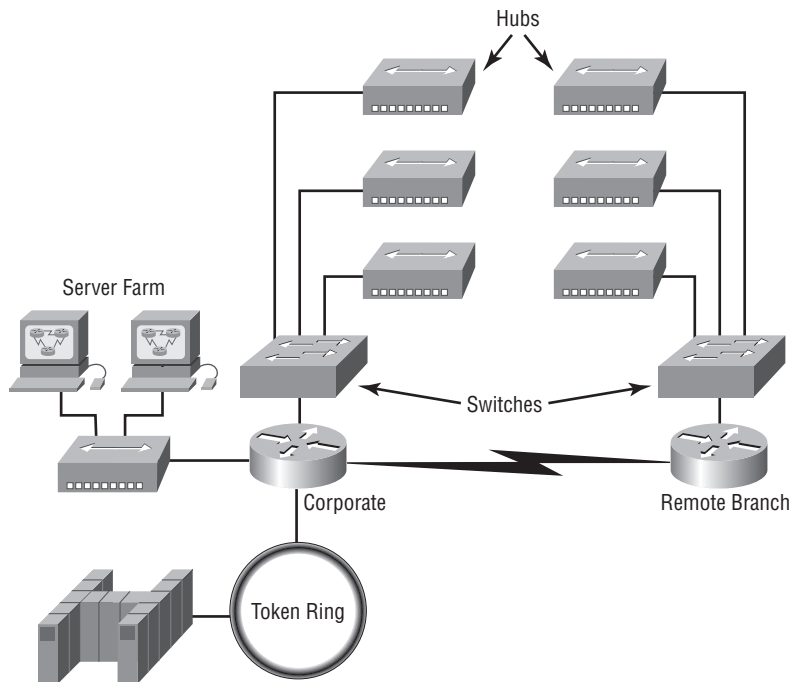 Hubs
Server Farm
Switches
Corporate
Remote Branch
Token Ring